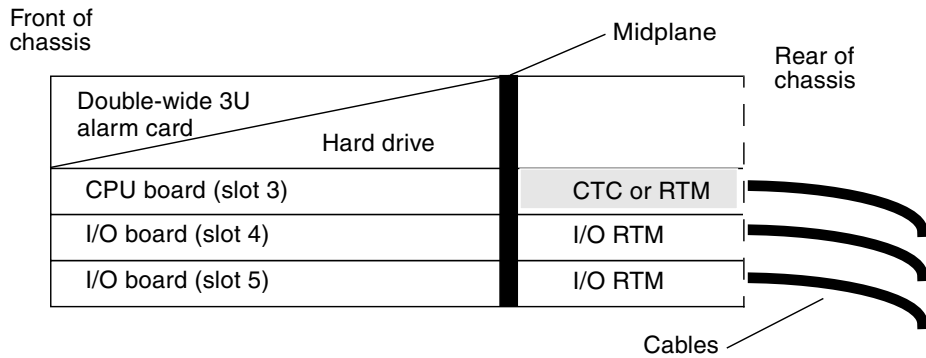 Front of
chassis
Midplane
Rear of
chassis
Double-wide 3U
alarm card
Hard drive
CPU board (slot 3)
CTC or RTM
I/O board (slot 4)
I/O RTM
I/O board (slot 5)
I/O RTM
Cables